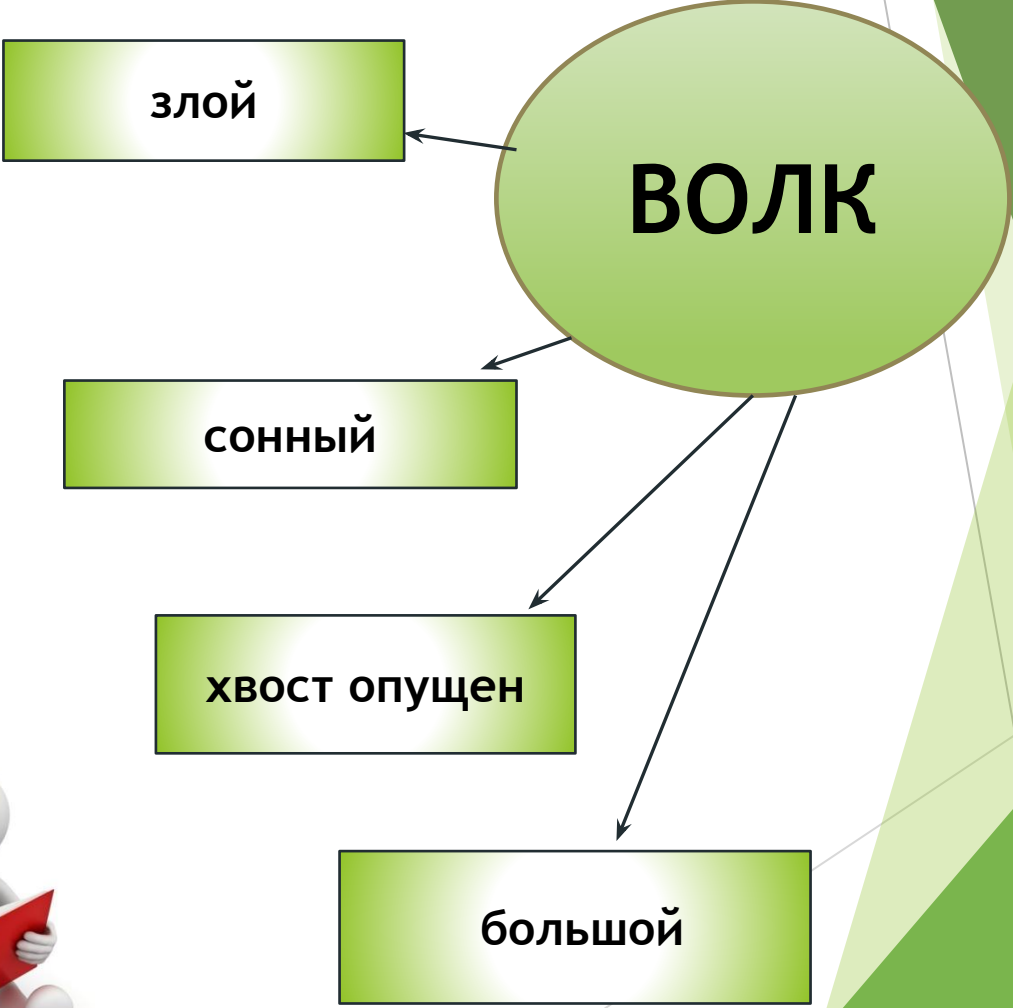 злой
ВОЛК
сонный
хвост опущен
большой